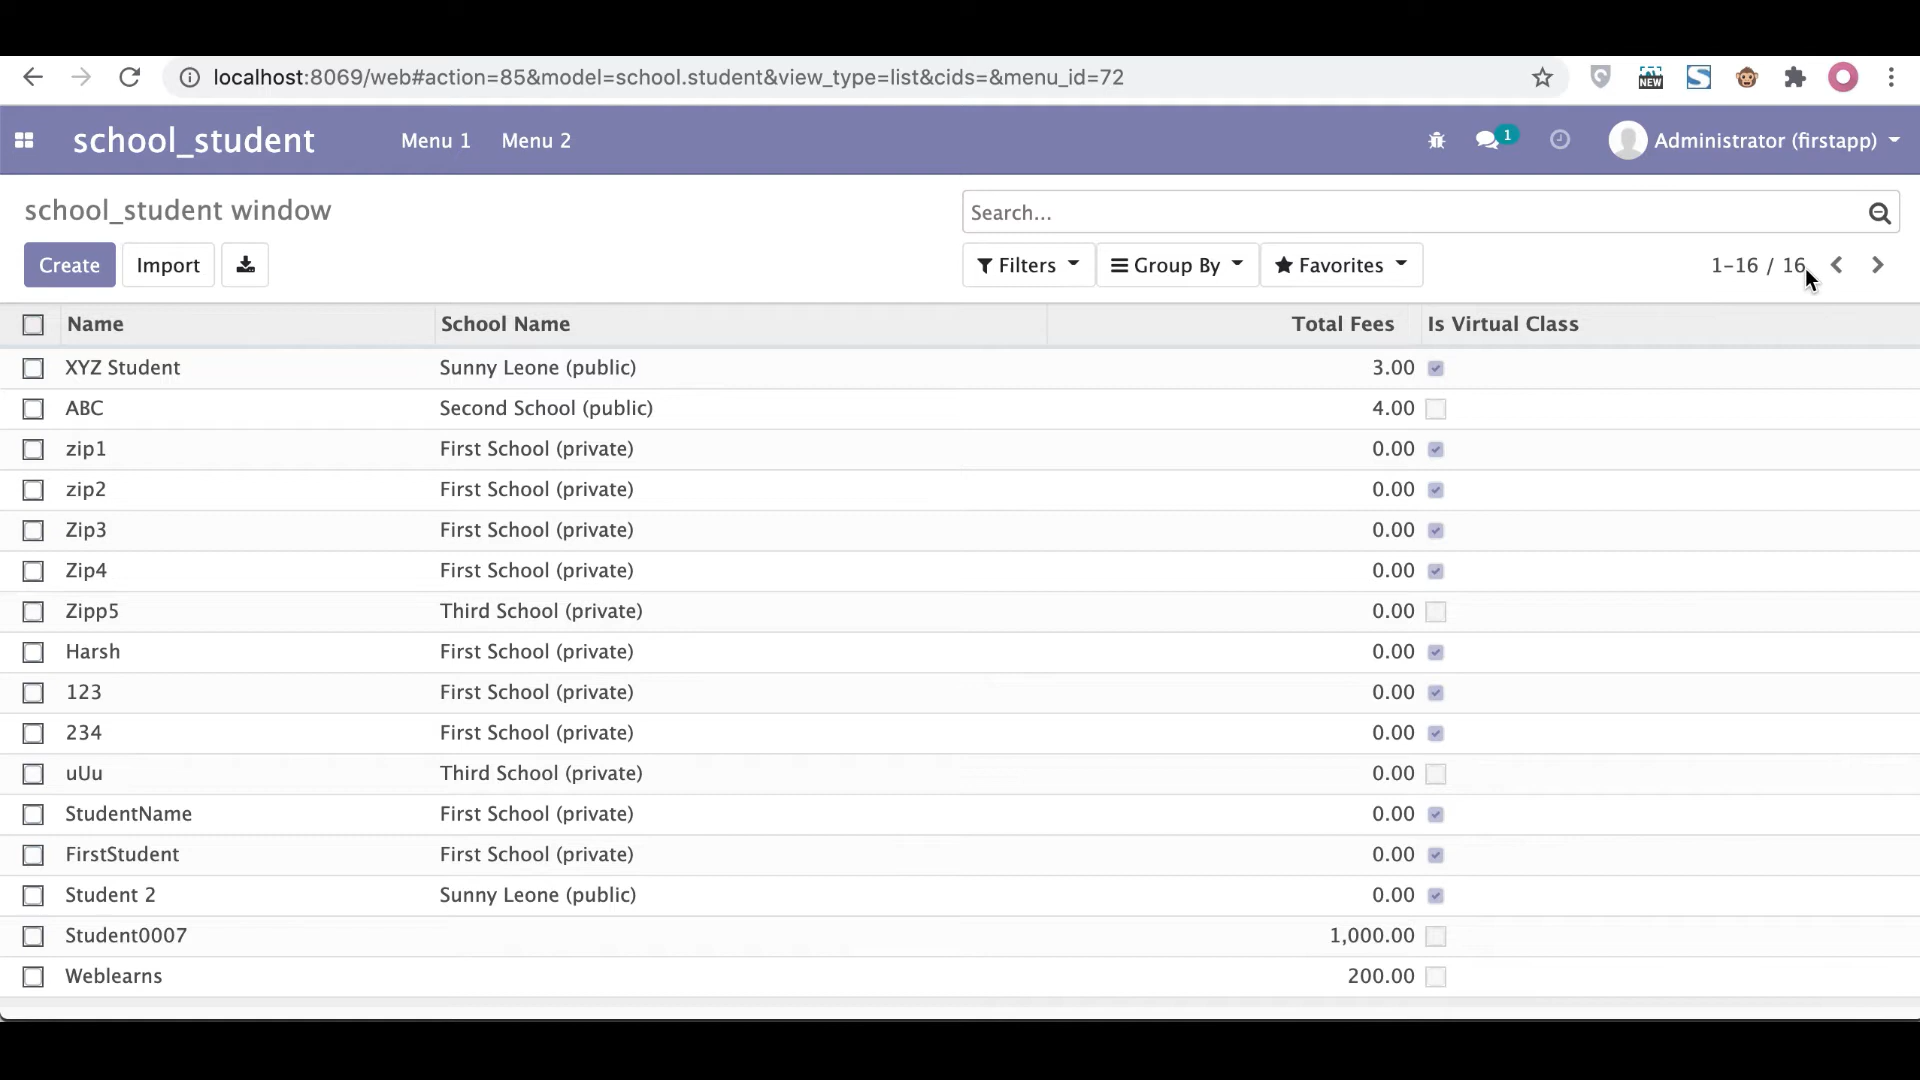 localhost:8069/web#action=85&model=school.student&view_type=list&cids=&menu_id=72
NEW
school_student Menu 1 Menu 2 1 Administrator (firstapp)
school_student window Search...
Create Import Filters Group By Favorites 1-16 / 16
Name School Name Total Fees Is Virtual Class
XYZ Student Sunny Leone (public) 3.00
ABC Second School (public) 4.00
zip1 First School (private) 0.00
zip2 First School (private) 0.00
Zip3 First School (private) 0.00
Zip4 First School (private) 0.00
Zipp5 Third School (private) 0.00
Harsh First School (private) 0.00
123 First School (private) 0.00
234 First School (private) 0.00
uUu Third School (private) 0.00
StudentName First School (private) 0.00
FirstStudent First School (private) 0.00
Student 2 Sunny Leone (public) 0.00
Student0007 1,000.00
Weblearns 200.00